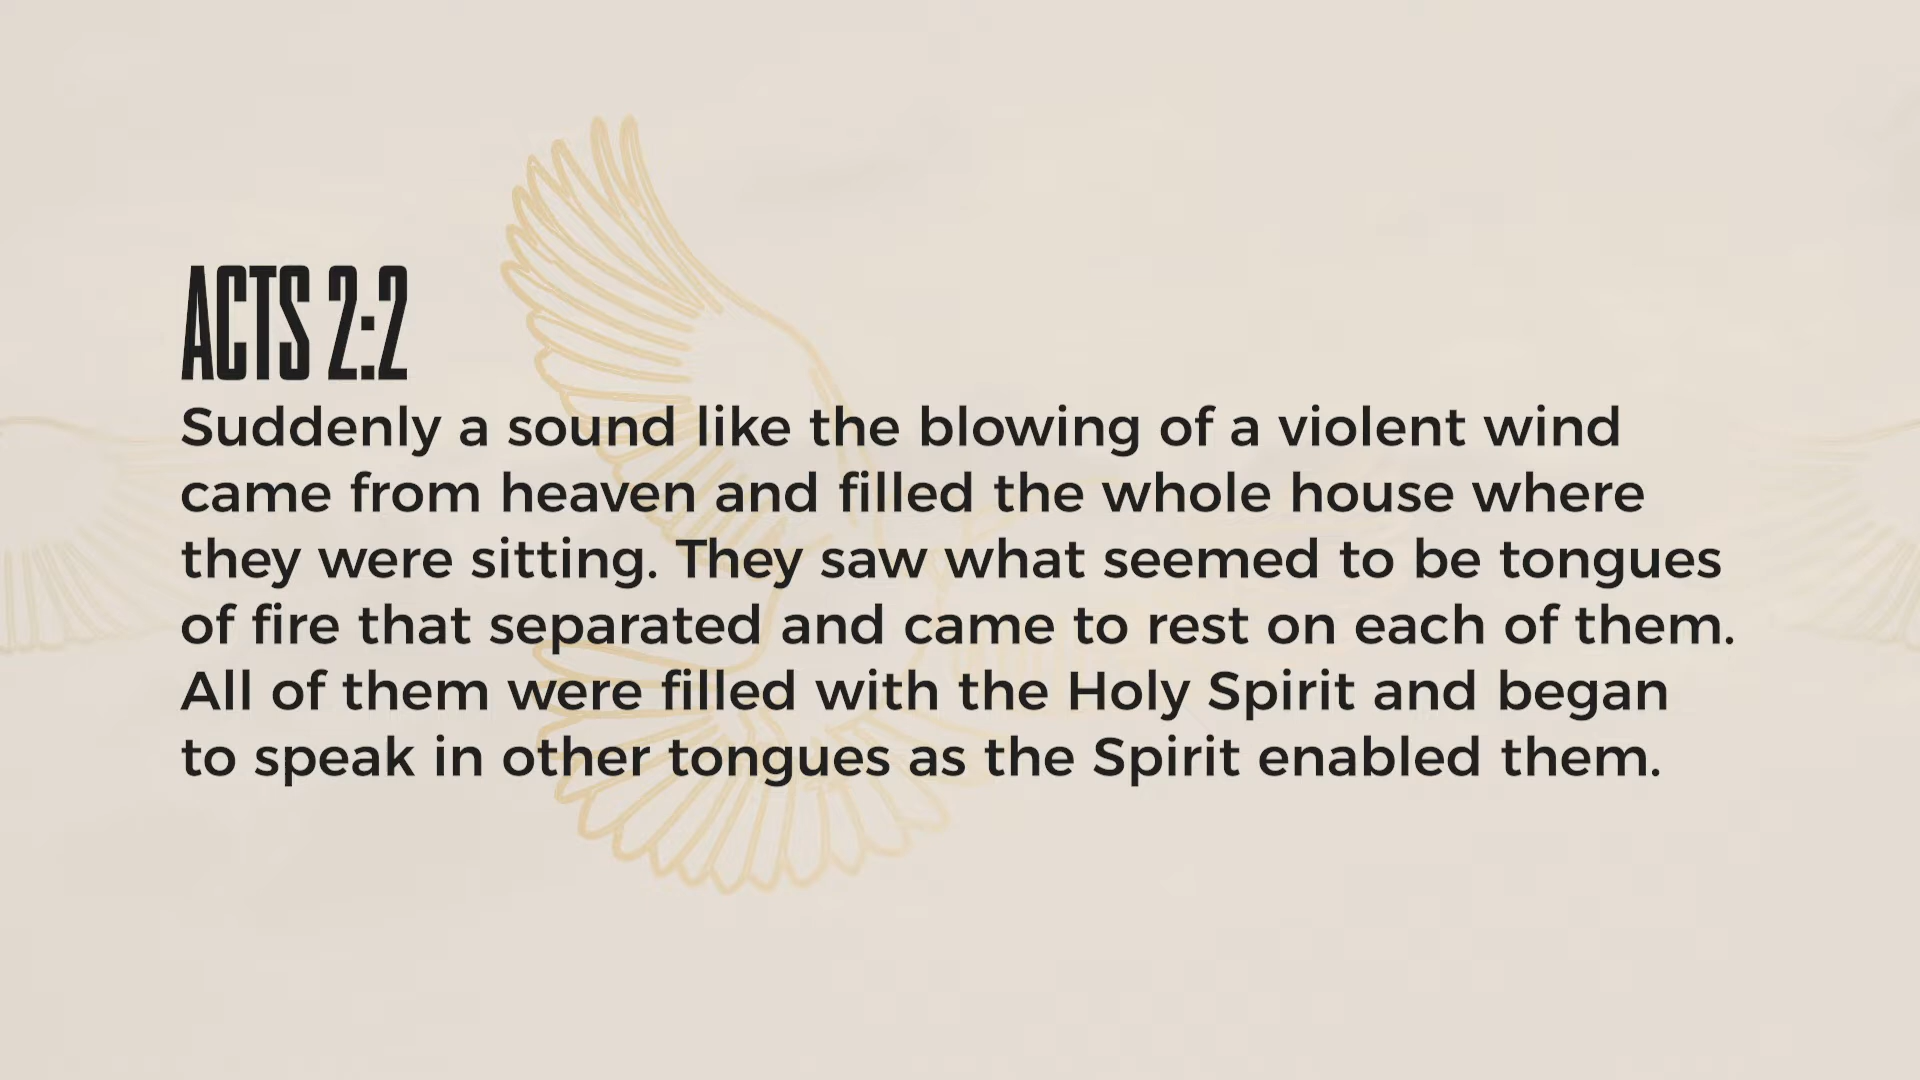 ACTS 2:2
Suddenly a sound like the blowing of a violent wind
came from heaven and filled the whole house where
they were sitting. They saw what seemed to be tongues
of fire that separated and came to rest on each of them.
All of them were filled with the Holy Spirit and began
to speak in other tongues as the Spirit enabled them.